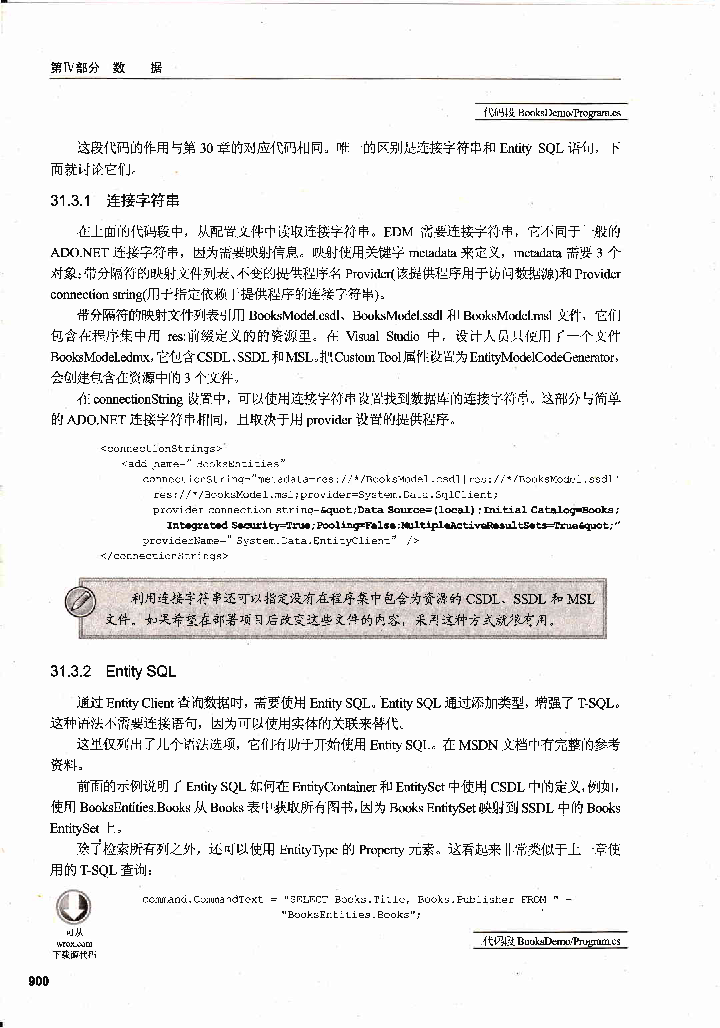 第Ⅳ部分 数 据
代码段 BooksDemo/Program.cs
这段代码的作用与第 30 章的对应代码相同。唯一的区别是连接字符串和 Entity SQL 语句，下
面就讨论它们。
31.3.1 连接字符串
在上面的代码段中，从配置文件中读取连接字符串。EDM 需要连接字符串，它不同于一般的
ADO.NET 连接字符串，因为需要映射信息。映射使用关键字 metadata 来定义，metadata 需要 3 个
对象：带分隔符的映射文件列表、不变的提供程序名 Provider(该提供程序用于访问数据源)和 Provider
connection string(用于指定依赖于提供程序的连接字符串)。
带分隔符的映射文件列表引用 BooksModel.csdl、BooksModel.ssdl 和 BooksModel.msl 文件，它们
包含在程序集中用 res:前缀定义的的资源里。在 Visual Studio 中，设计人员只使用了一个文件
BooksModel.edmx，它包含 CSDL、SSDL 和 MSL。把 Custom Tool 属性设置为 EntityModelCodeGenerator，
会创建包含在资源中的 3 个文件。
在 connectionString 设置中，可以使用连接字符串设置找到数据库的连接字符串。这部分与简单
的 ADO.NET 连接字符串相同，且取决于用 provider 设置的提供程序。
<connectionStrings>
<add name=" BooksEntities"
connectionString="metadata=res://*/BooksModel.csdl|res://*/BooksModel.ssdl|
res://*/BooksModel.msl;provider=System.Data.SqlClient;
provider connection string=&quot;Data Source=(local);Initial Catalog=Books;
Integrated Security=True;Pooling=False;MultipleActiveResultSets=True&quot;"
providerName=" System.Data.EntityClient" />
</connectionStrings>
利用连接字符串还可以指定没有在程序集中包含为资源的 CSDL、SSDL 和 MSL
文件。如果希望在部署项目后改变这些文件的内容，采用这种方式就很有用。
31.3.2 Entity SQL
通过 Entity Client 查询数据时，需要使用 Entity SQL。Entity SQL 通过添加类型，增强了 T-SQL。
这种语法不需要连接语句，因为可以使用实体的关联来替代。
这里仅列出了几个语法选项，它们有助于开始使用 Entity SQL。在 MSDN 文档中有完整的参考
资料。
前面的示例说明了 Entity SQL 如何在 EntityContainer 和 EntitySet 中使用 CSDL 中的定义，例如，
使用 BooksEntities.Books 从 Books 表中获取所有图书，因为 Books EntitySet 映射到 SSDL 中的 Books
EntitySet 上。
除了检索所有列之外，还可以使用 EntityType 的 Property 元素。这看起来非常类似于上一章使
用的 T-SQL 查询：
command.CommandText = "SELECT Books.Title, Books.Publisher FROM " +
"BooksEntities.Books";
可从
wrox.com
下载源代码
代码段 BooksDemo/Program.cs
900